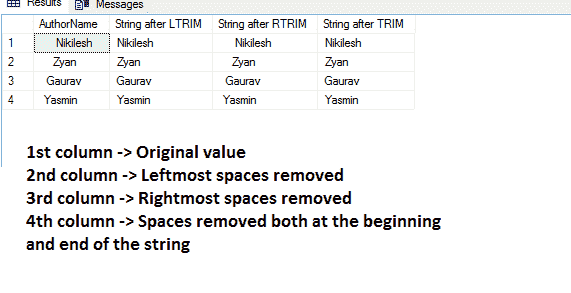 Results Messages
AuthorName String after LTRIM String after RTRIM String after TRIM
1 Nikilesh Nikilesh Nikilesh Nikilesh
2 Zyan Zyan Zyan Zyan
3 Gaurav Gaurav Gaurav Gaurav
4 Yasmin Yasmin Yasmin Yasmin
1st column -> Original value
2nd column -> Leftmost spaces removed
3rd column -> Rightmost spaces removed
4th column -> Spaces removed both at the beginning
and end of the string